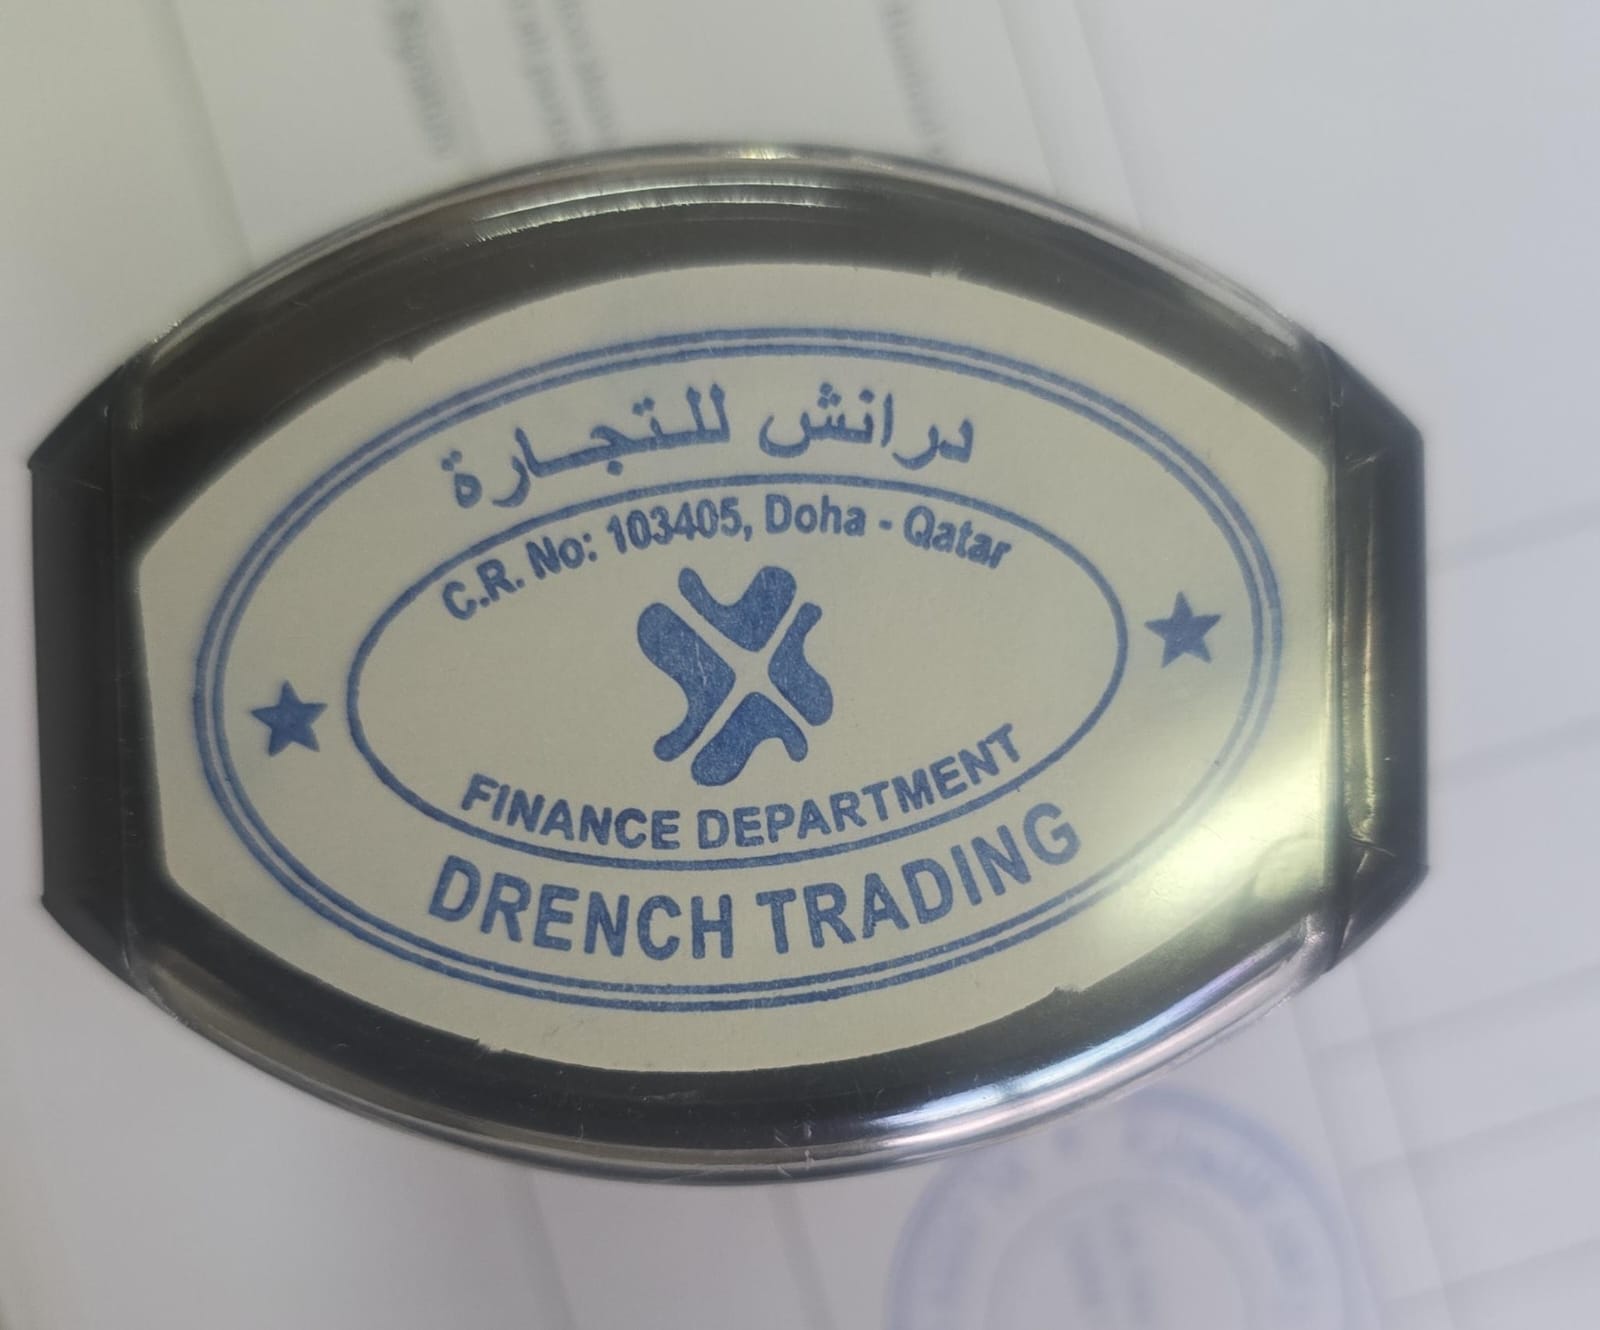 درانش للتجارة
C.R. No: 103405, Doha - Qatar
FINANCE DEPARTMENT
DRENCH TRADING